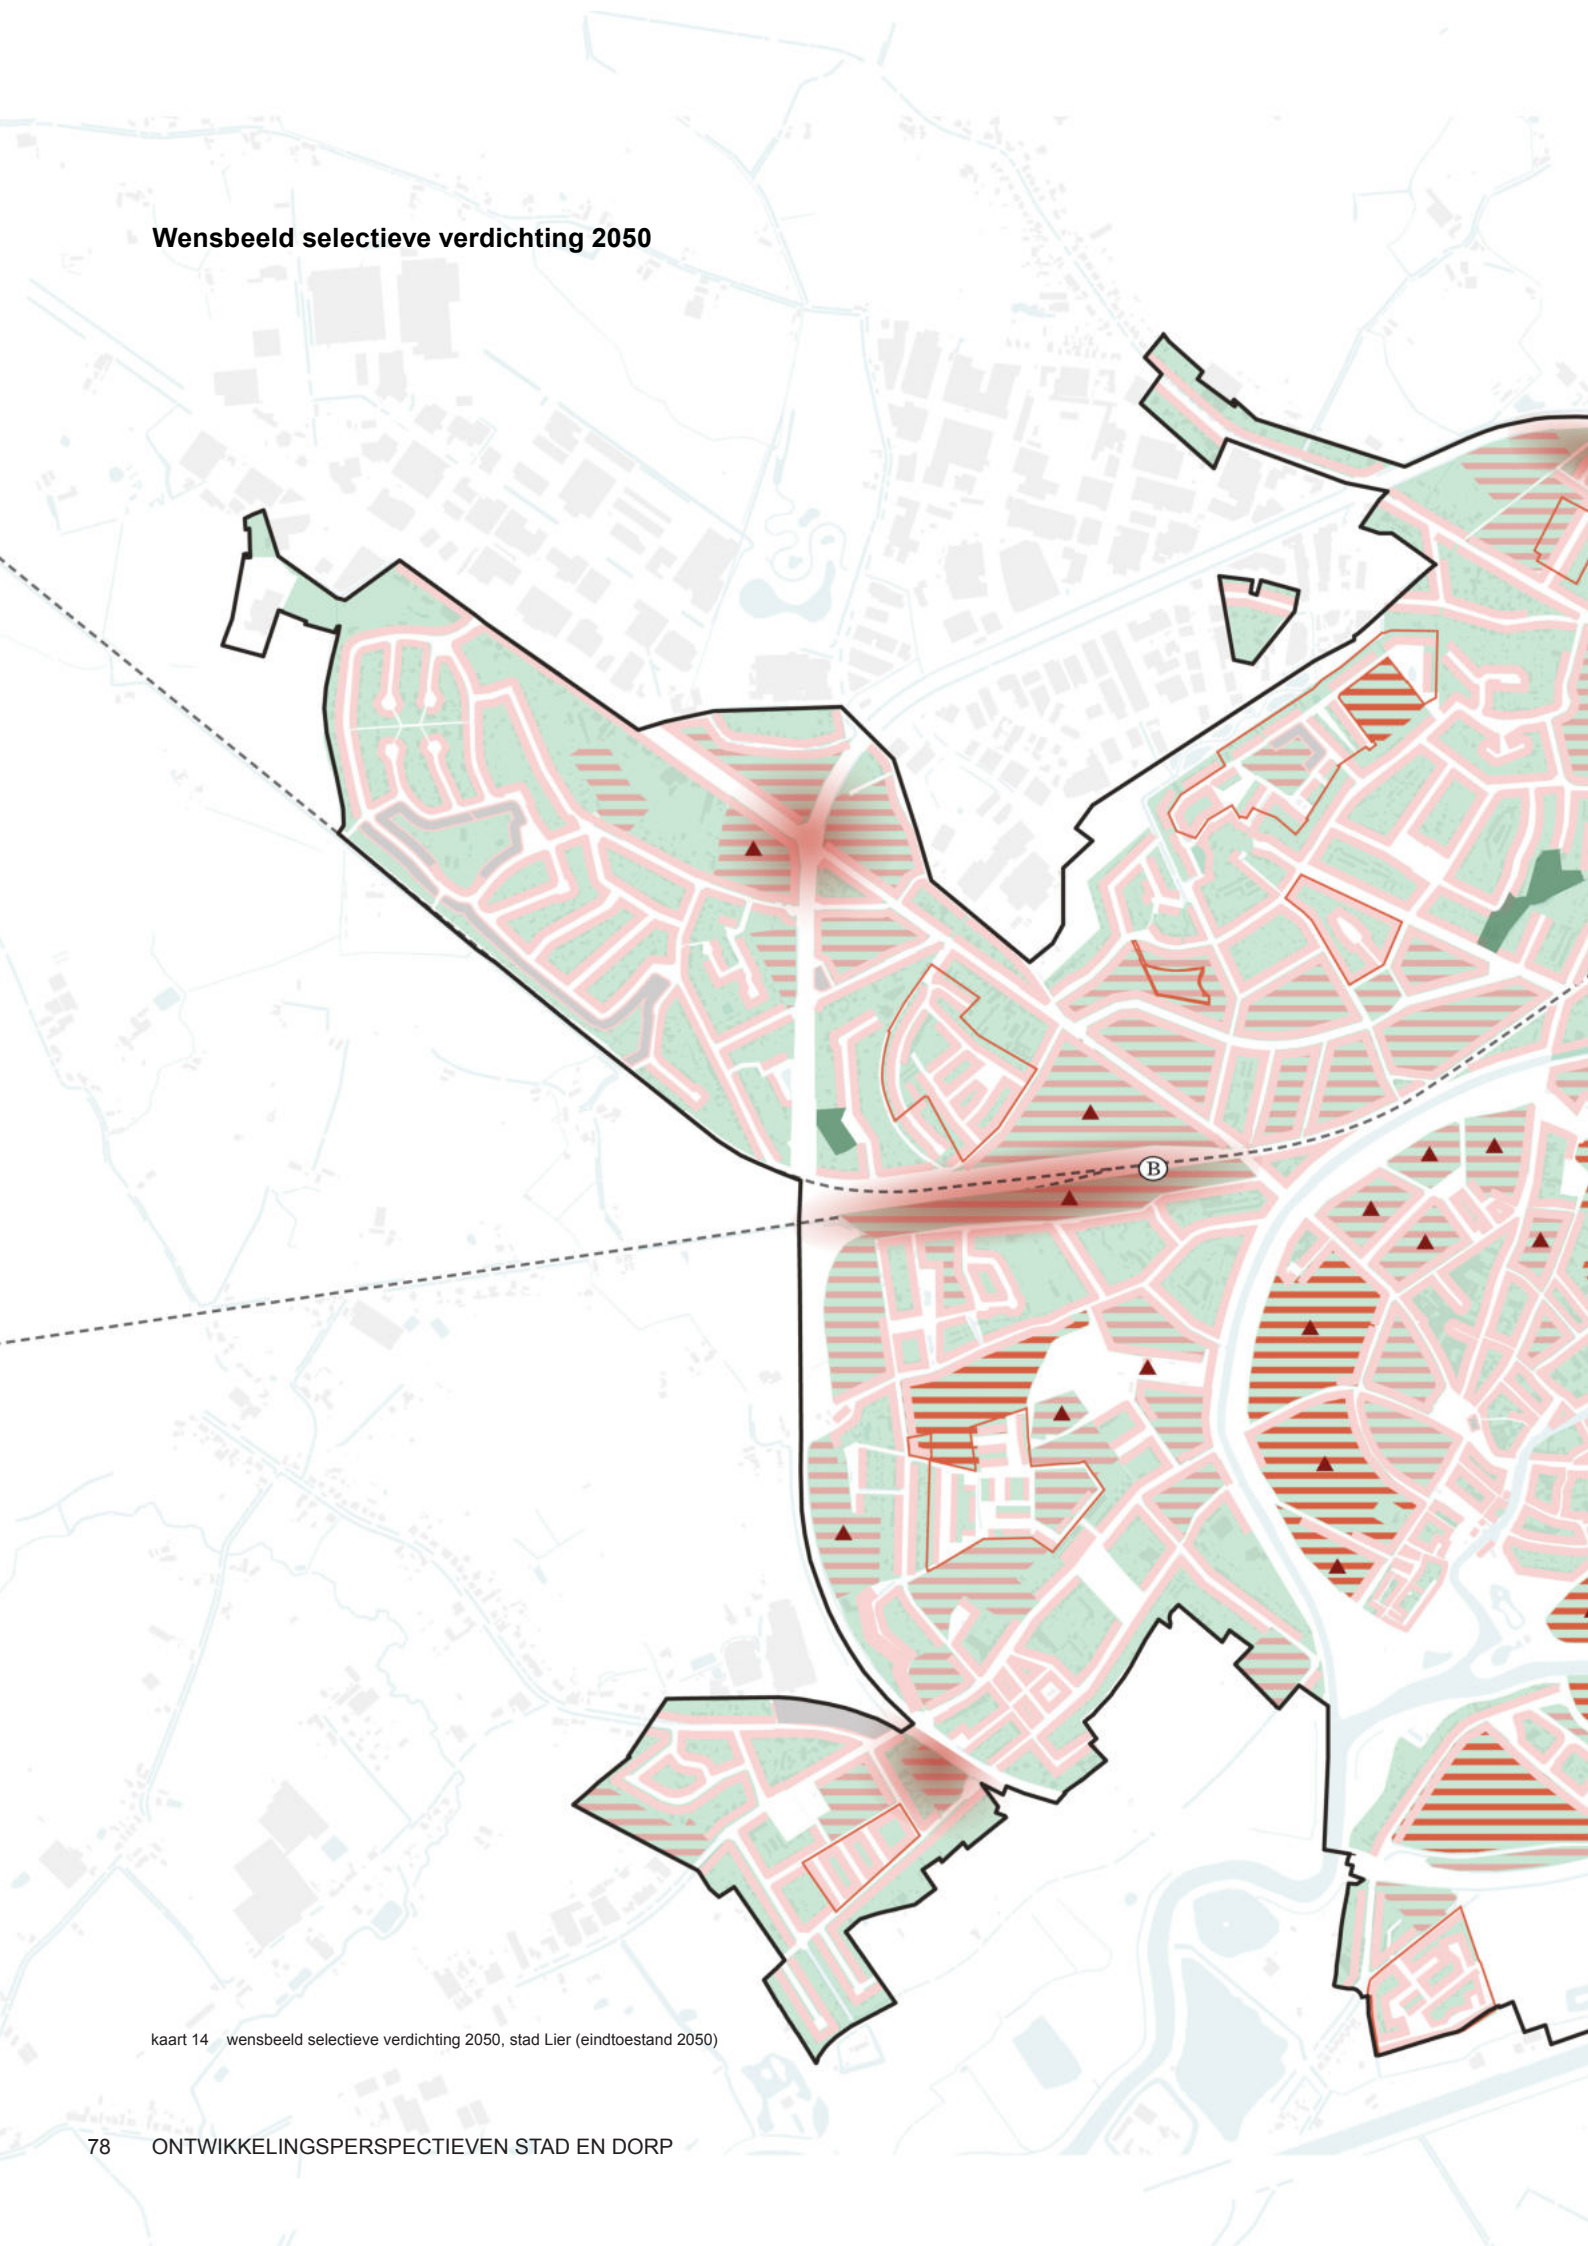 Wensbeeld selectieve verdichting 2050
B
kaart 14 wensbeeld selectieve verdichting 2050, stad Lier (eindtoestand 2050)
78 ONTWIKKELINGSPERSPECTIEVEN STAD EN DORP